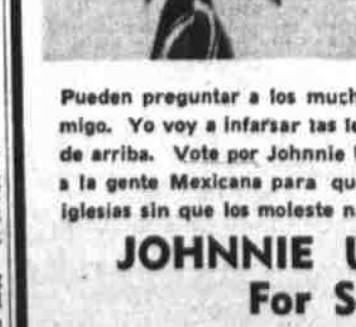 Pueden preguntar a los much
migo. Yo voy a infarsar las le
de arriba. Vote por Johnnie
a la gente Mexicana para qu
iglesias sin que los moleste n
JOHNNIE U
For S